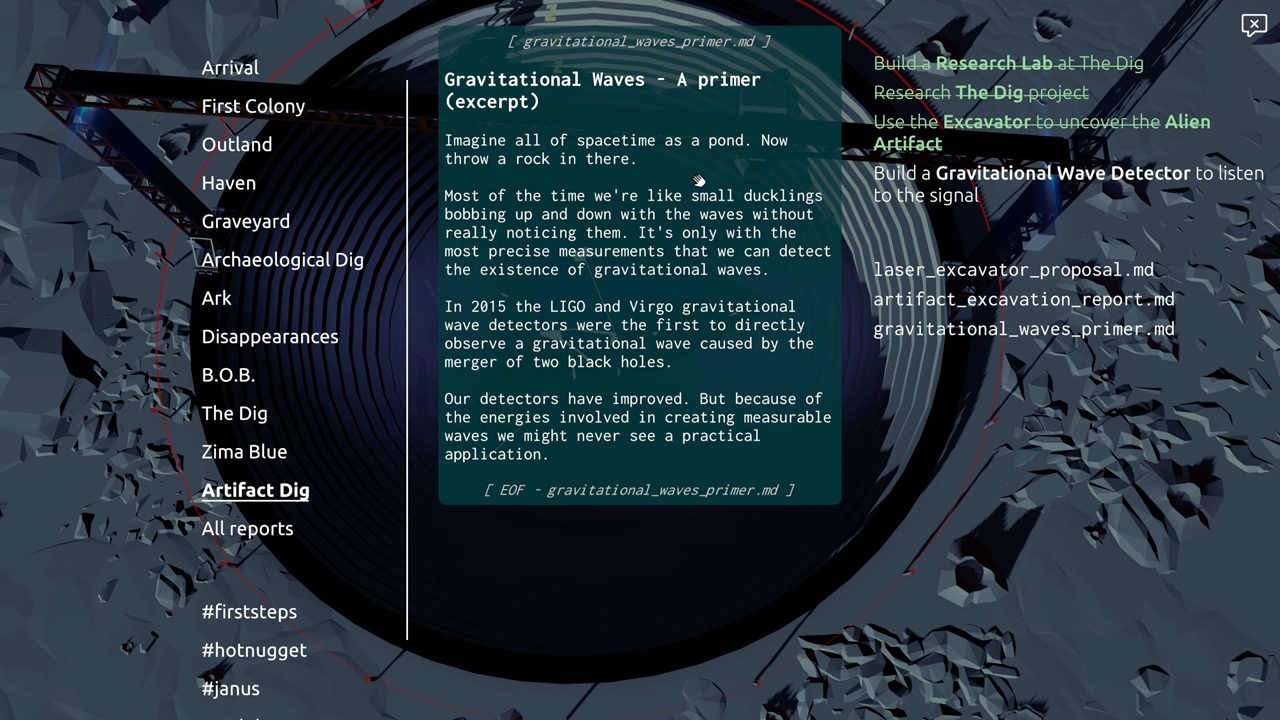 Arrival
First Colony
Outland
Haven
Graveyard
Archaeological Dig
Ark
Disappearances
B.O.B.
The Dig
Zima Blue
Artifact Dig
All reports
#firststeps
#hotnugget
#janus
[ gravitational_waves_primer.md ]
Gravitational Waves - A primer
(excerpt)
Imagine all of spacetime as a pond. Now
throw a rock in there.
Most of the time we're like small ducklings
bobbing up and down with the waves without
really noticing them. It's only with the
most precise measurements that we can detect
the existence of gravitational waves.
In 2015 the LIGO and Virgo gravitational
wave detectors were the first to directly
observe a gravitational wave caused by the
merger of two black holes.
Our detectors have improved. But because of
the energies involved in creating measurable
waves we might never see a practical
application.
[ EOF - gravitational_waves_primer.md ]
Build a Research Lab at The Dig
Research The Dig project
Use the Excavator to uncover the Alien
Artifact
Build a Gravitational Wave Detector to listen
to the signal
laser_excavator_proposal.md
artifact_excavation_report.md
gravitational_waves_primer.md